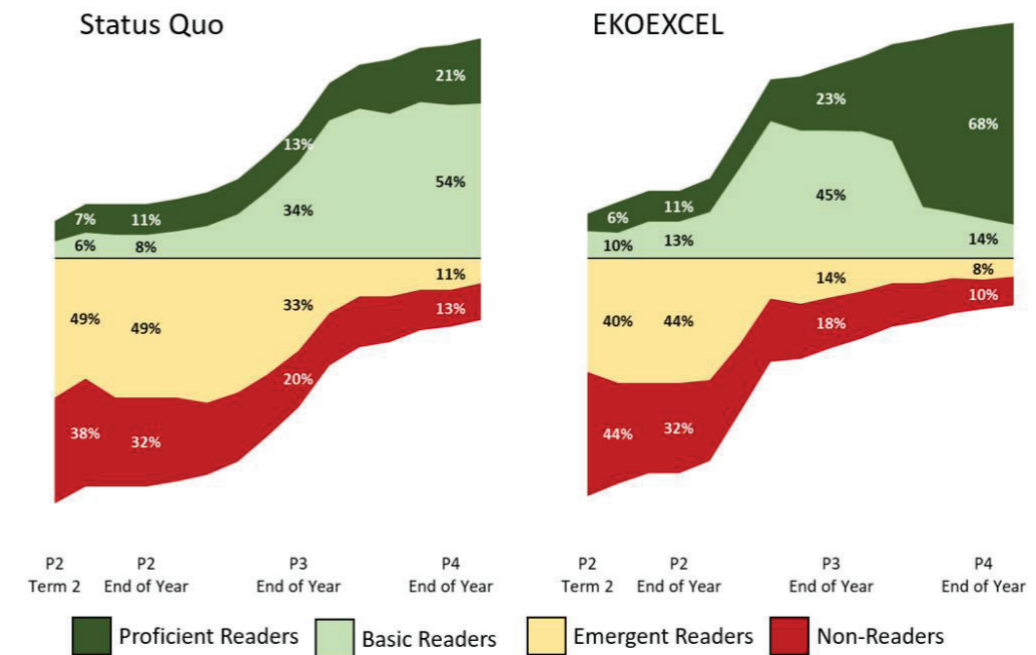 Status Quo
EKOEXCEL
21%
13%
7%
11%
54%
34%
6%
8%
11%
33%
49%
49%
13%
20%
38%
32%
68%
23%
6%
11%
45%
10%
13%
14%
14%
8%
40%
44%
10%
18%
44%
32%
P2
Term 2
P2
End of Year
P3
End of Year
P4
End of Year
P2
Term 2
P2
End of Year
P3
End of Year
P4
End of Year
Proficient Readers
Basic Readers
Emergent Readers
Non-Readers